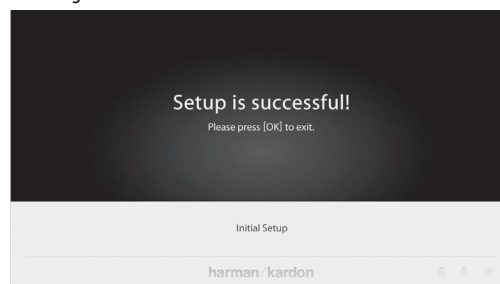 Setup is successful!
Please press [OK] to exit.
Initial Setup
harman/kardon